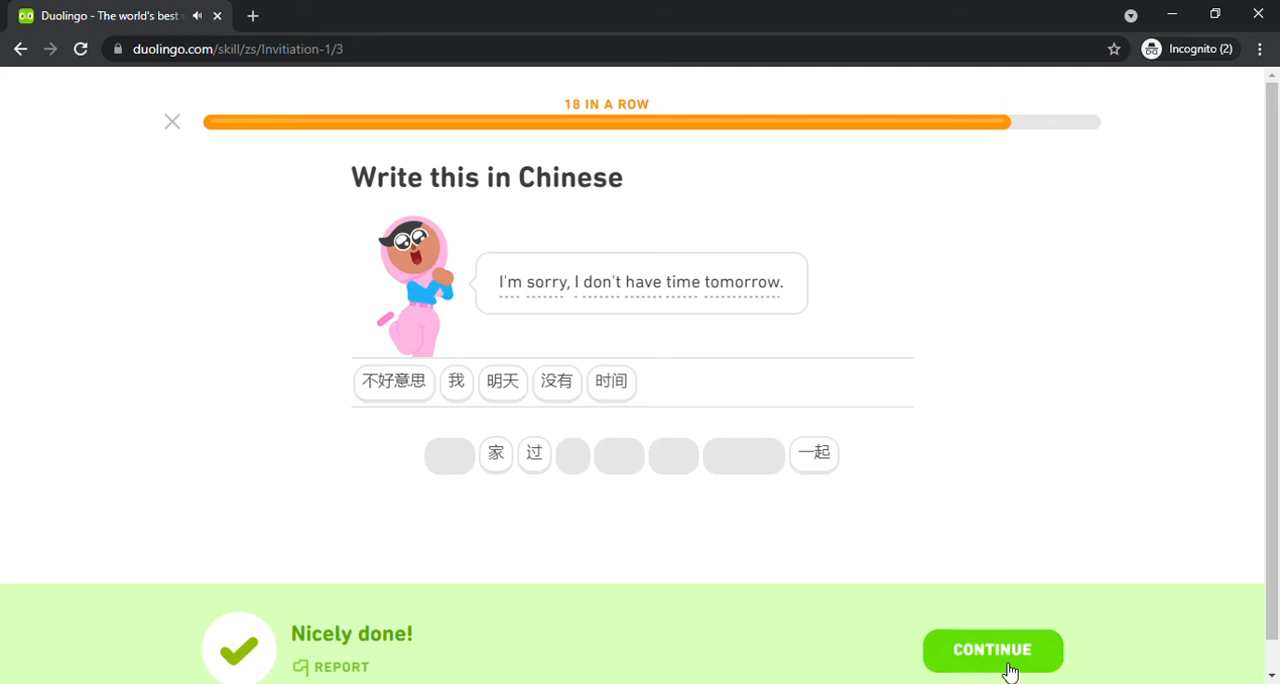 Duolingo - The world's best
duolingo.com/skill/zs/Invitiation-1/3
Incognito (2)
18 IN A ROW
Write this in Chinese
I'm sorry, I don't have time tomorrow.
不好意思 我 明天 没有 时间
家 过 一起
Nicely done!
CONTINUE
REPORT